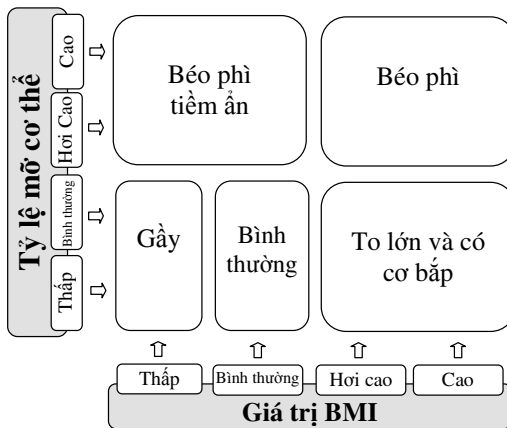 Tỷ lệ mỡ cơ thể
Cao
Hơi Cao
Bình thường
Thấp
Béo phì
tiềm ẩn
Béo phì
Gầy
Bình
thường
To lớn và có
cơ bắp
Thấp
Bình thường
Hơi cao
Cao
Giá trị BMI